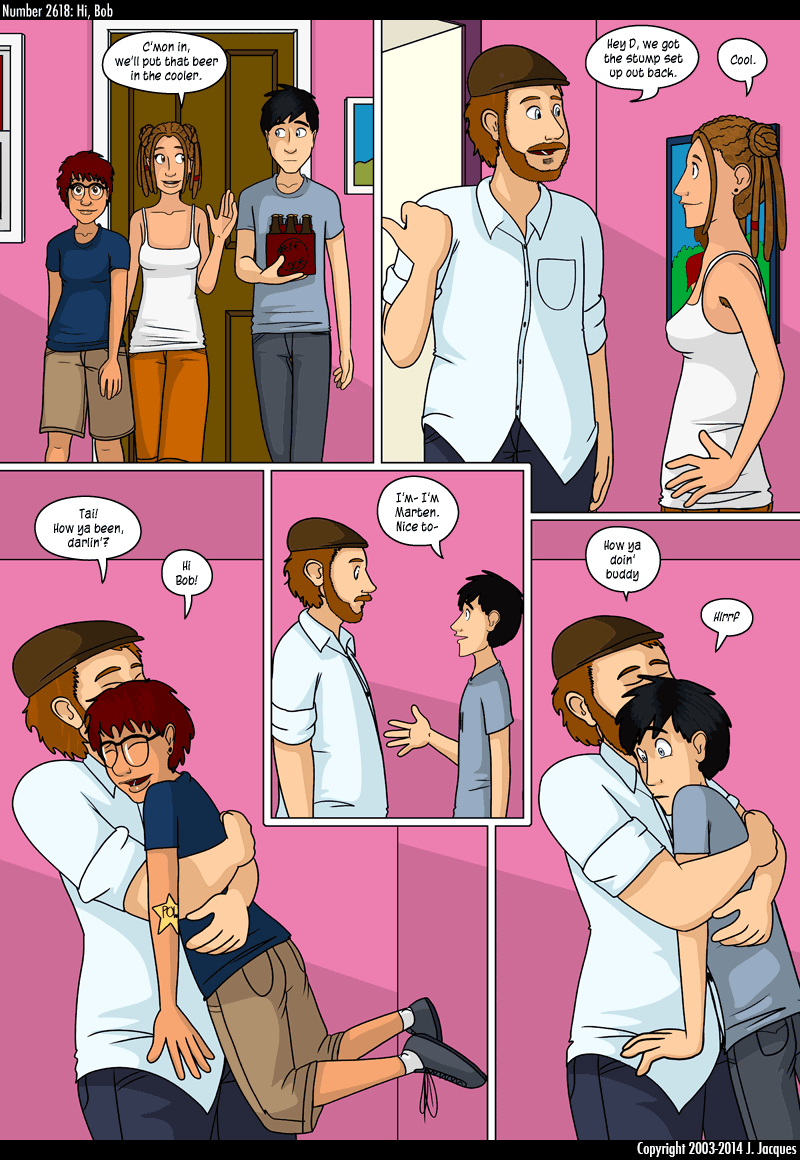 Number 2618: Hi, Bob
C'mon in,
we'll put that beer
in the cooler.
Hey D, we got
the stump set
up out back.
Cool.
Tai!
How ya been,
darlin'?
Hi
Bob!
I'm- I'm
Marten.
Nice to-
How ya
doin'
buddy
Hlrrf
Copyright 2003-2014 J. Jacques